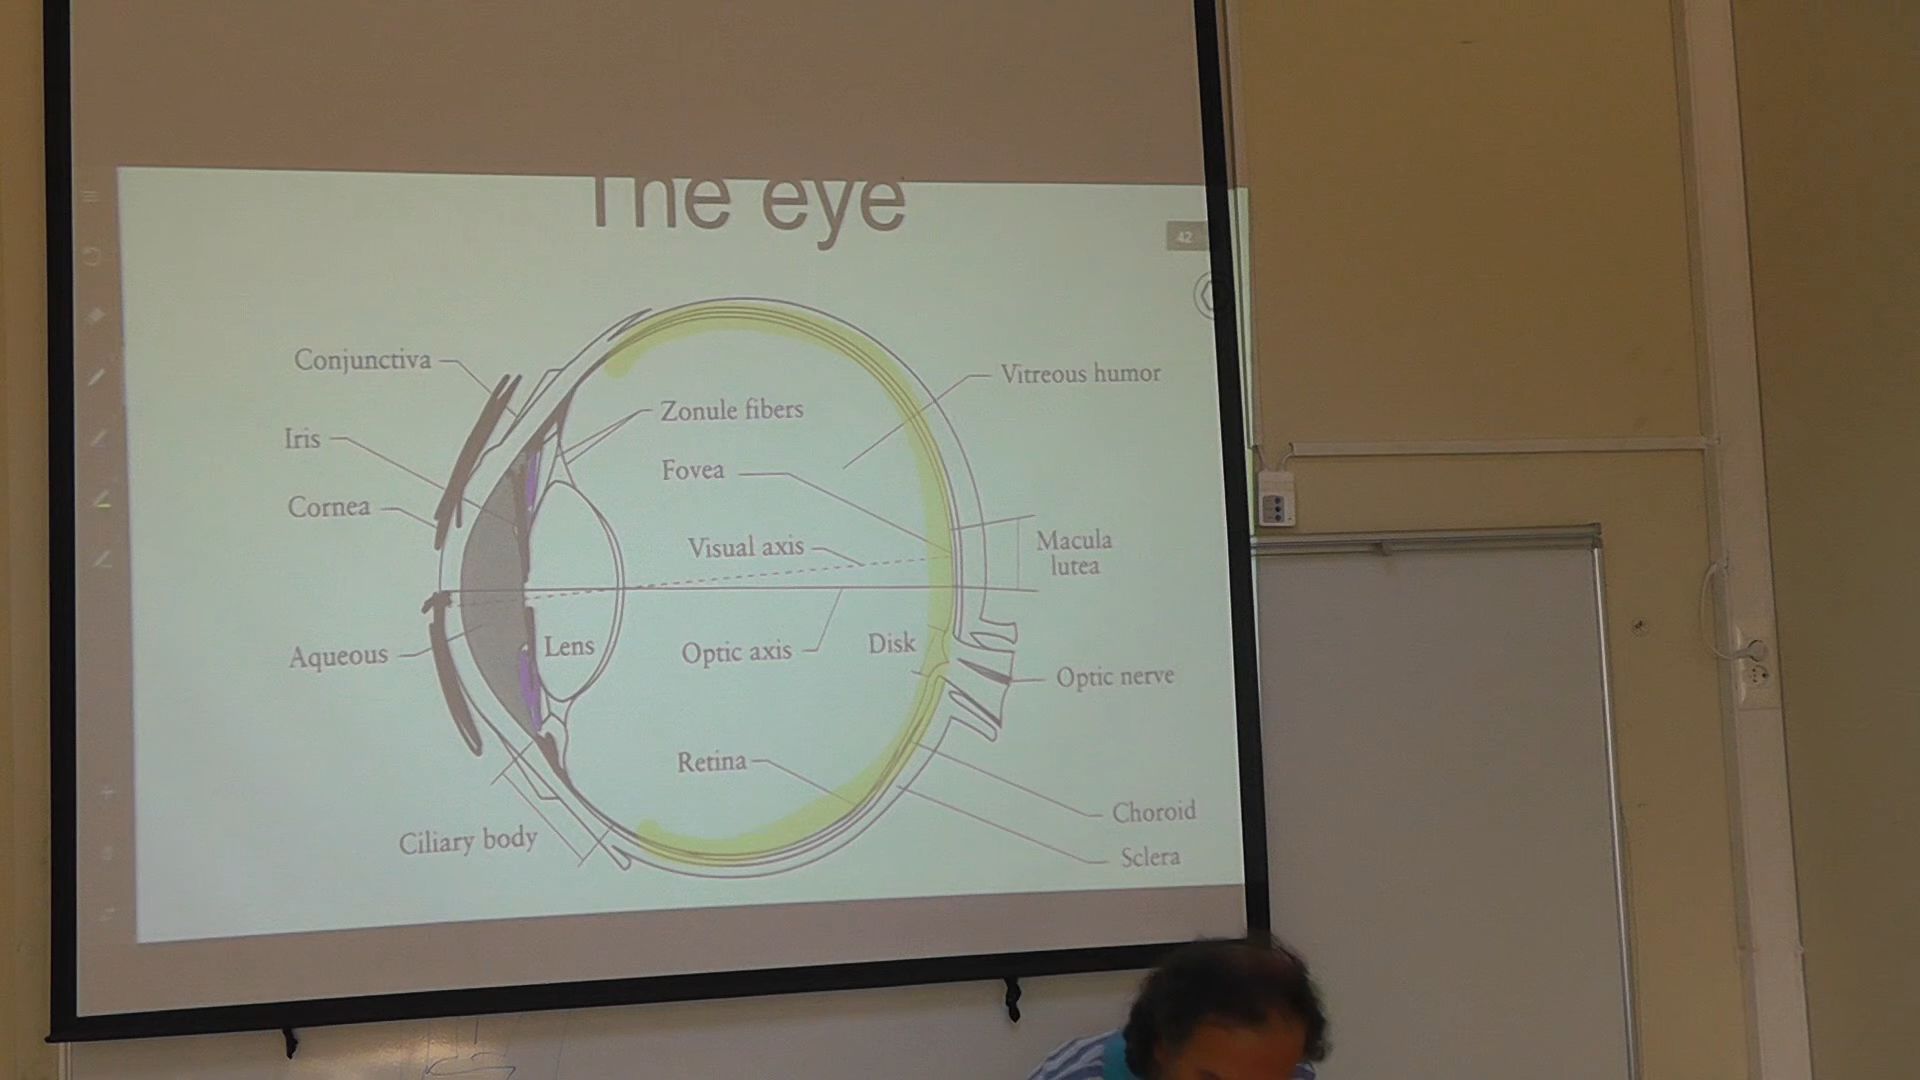 The eye
42
Conjunctiva
Iris
Cornea
Aqueous
Ciliary body
Zonule fibers
Fovea
Visual axis
Lens
Optic axis
Disk
Retina
Vitreous humor
Macula
lutea
Optic nerve
Choroid
Sclera